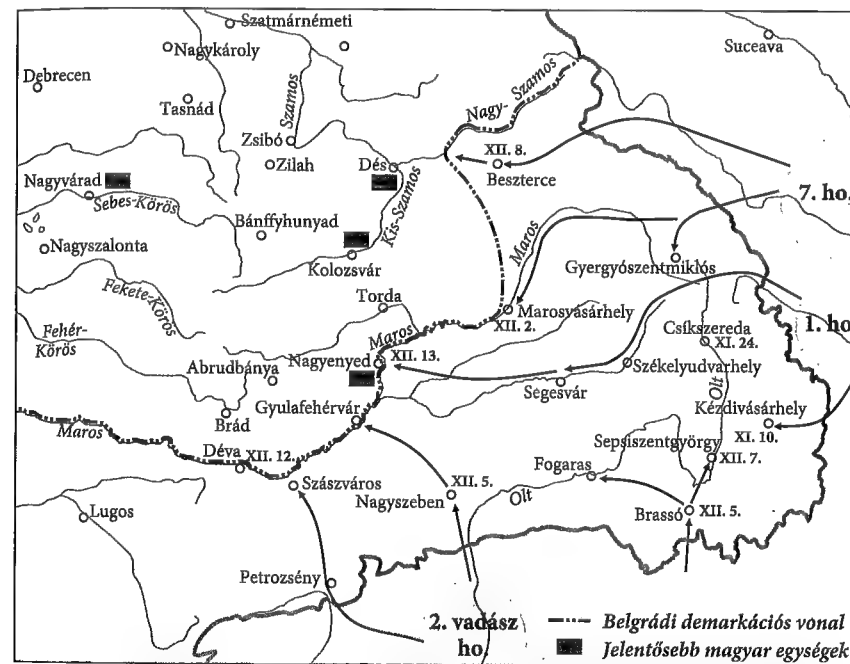 Szatmárnémeti
Nagykároly
Suceava
Debrecen
Tasnád
Szamos
Nagy-Szamos
Zsibó
Zilah
Dés
XII. 8.
Beszterce
Nagyvárad
Sebes-Körös
Bánffyhunyad
Kis-Szamos
7. ho,
Nagyszalonta
Kolozsvár
Maros
Gyergyószentmiklós
Fekete-Körös
Torda
Marosvásárhely
XII. 2.
1. ho
Fehér-
Körös
Maros
Csíkszereda
XI. 24.
Nagyenyed
XII. 13.
Abrudbánya
Segesvár
Székelyudvarhely
Olt
Gyulafehérvár
Kézdivásárhely
XI. 10.
Brád
Maros
Sepsiszentgyörgy
XII. 7.
Déva
XII. 12.
Fogaras
Szászváros
XII. 5.
Nagyszeben
Olt
Brassó
XII. 5.
Lugos
Petrozsény
2. vadász
ho,
Belgrádi demarkációs vonal
Jelentősebb magyar egységek